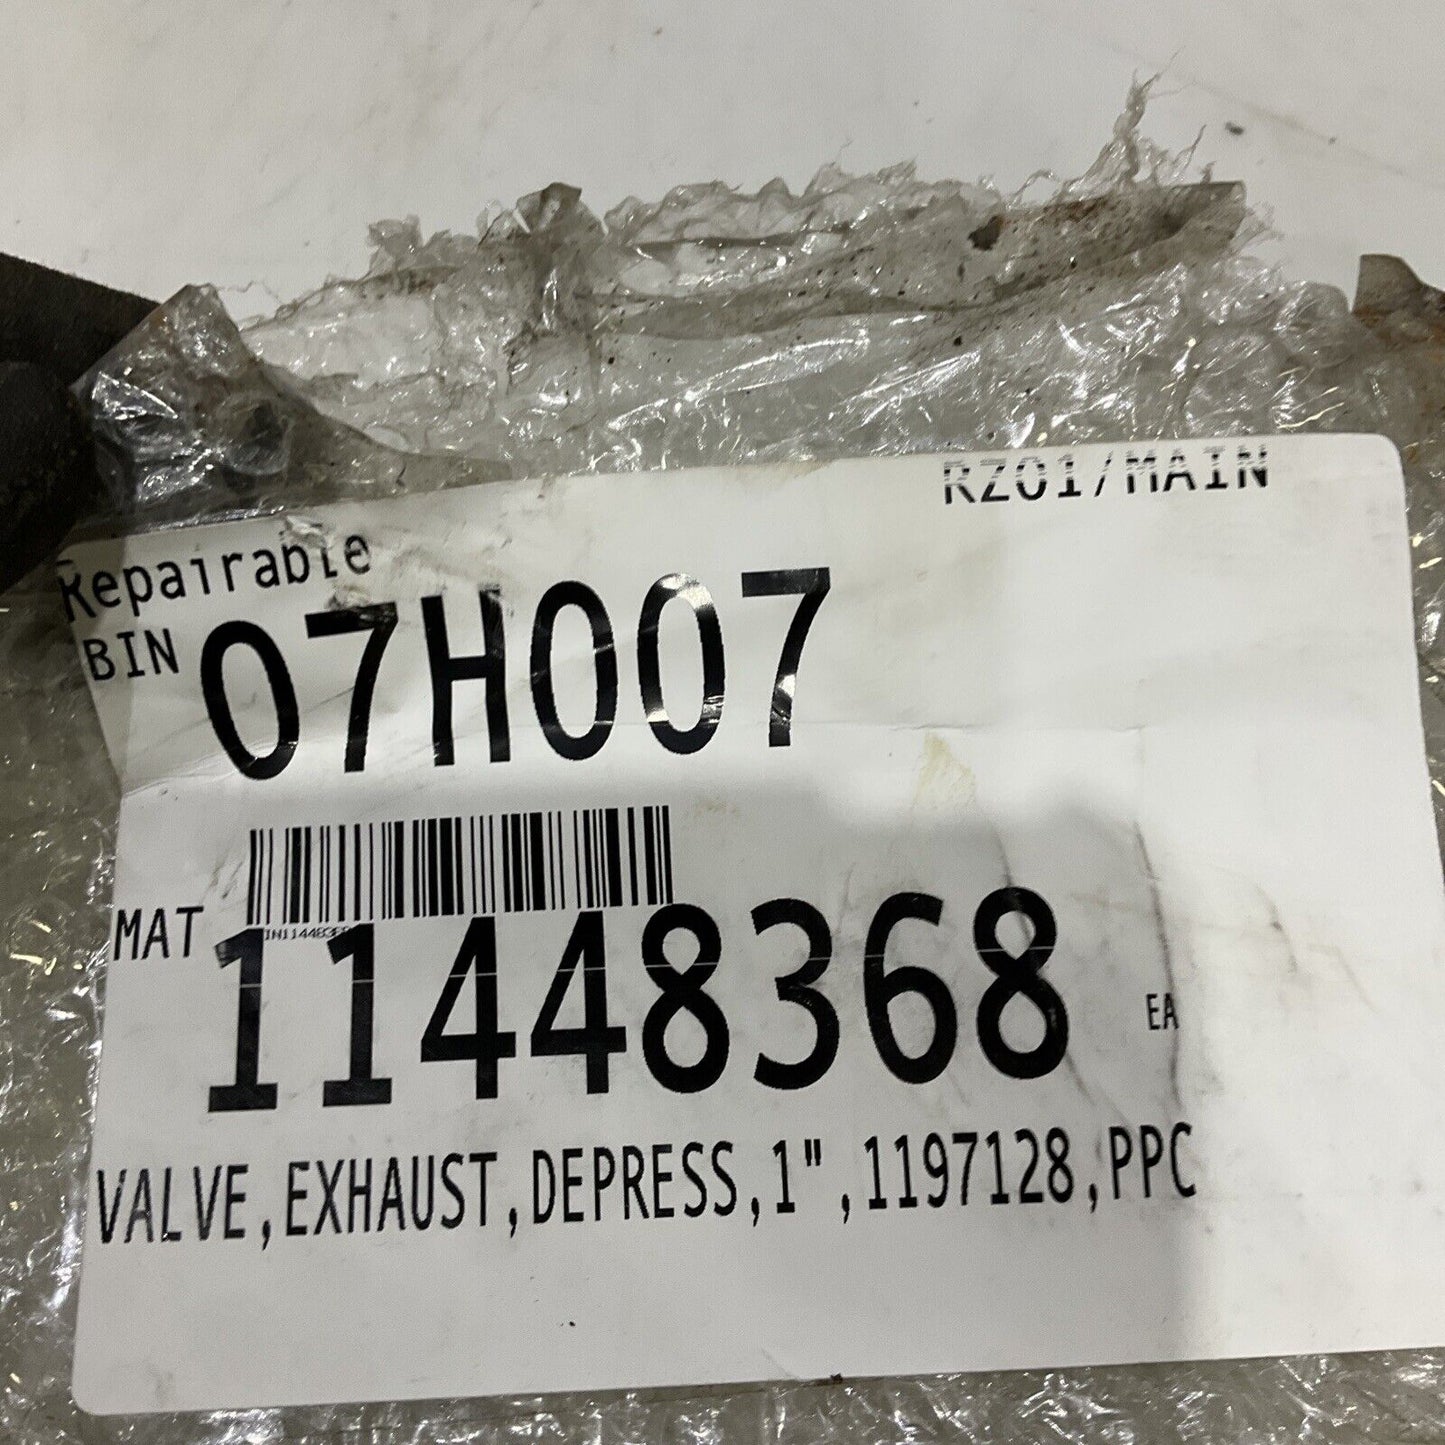 RZ01/MAIN
Repairable
BIN 07H007
MAT 11448368 EA
VALVE,EXHAUST,DEPRESS,1",1197128,PPC